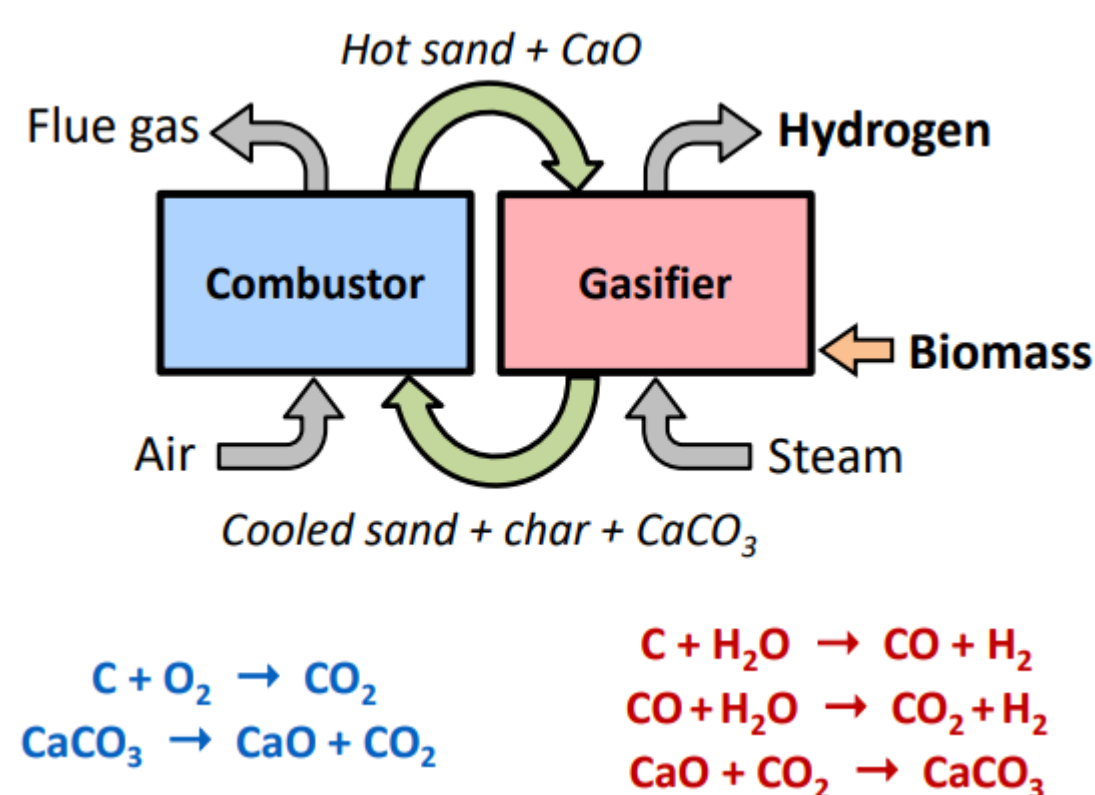 Hot sand + CaO
Flue gas
Hydrogen
Combustor
Gasifier
Biomass
Air
Steam
Cooled sand + char + CaCO₃
C + O₂ → CO₂
CaCO₃ → CaO + CO₂
C + H₂O → CO + H₂
CO + H₂O → CO₂ + H₂
CaO + CO₂ → CaCO₃